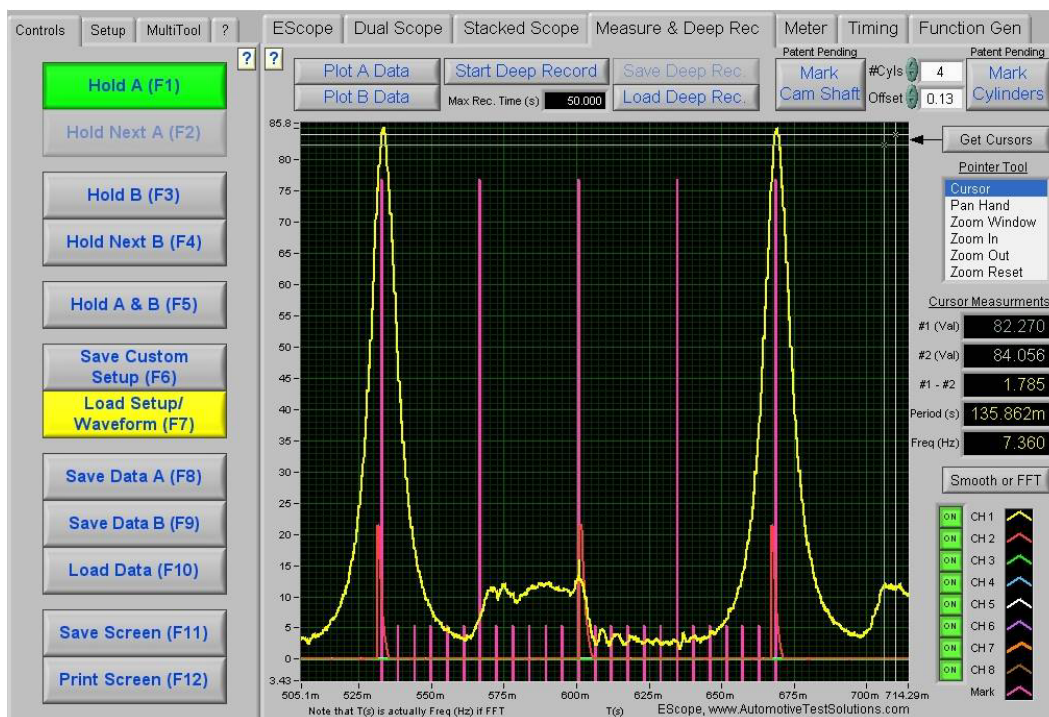 Controls Setup MultiTool ?
EScope Dual Scope Stacked Scope Measure & Deep Rec Meter Timing Function Gen
? ?
Hold A (F1)
Hold Next A (F2)
Hold B (F3)
Hold Next B (F4)
Hold A & B (F5)
Save Custom
Setup (F6)
Load Setup/
Waveform (F7)
Save Data A (F8)
Save Data B (F9)
Load Data (F10)
Save Screen (F11)
Print Screen (F12)
Plot A Data Start Deep Record Save Deep Rec.
Plot B Data Max Rec. Time (s) 50.000 Load Deep Rec.
Patent Pending Patent Pending
Mark
Cam Shaft
#Cyls 4
Offset 0.13
Mark
Cylinders
85.8
80
75
70
65
60
55
50
45
40
35
30
25
20
15
10
5
0
3.43
505.1m 525m 550m 575m 600m 625m 650m 675m 700m 714.29m
Note that T(s) is actually Freq (Hz) if FFT T(s) EScope, www.AutomotiveTestSolutions.com
Get Cursors
Pointer Tool
Cursor
Pan Hand
Zoom Window
Zoom In
Zoom Out
Zoom Reset
Cursor Measurments
#1 (Val) 82.270
#2 (Val) 84.056
#1 - #2 1.785
Period (s) 135.862m
Freq (Hz) 7.360
Smooth or FFT
ON CH 1
ON CH 2
ON CH 3
ON CH 4
ON CH 5
ON CH 6
ON CH 7
ON CH 8
Mark